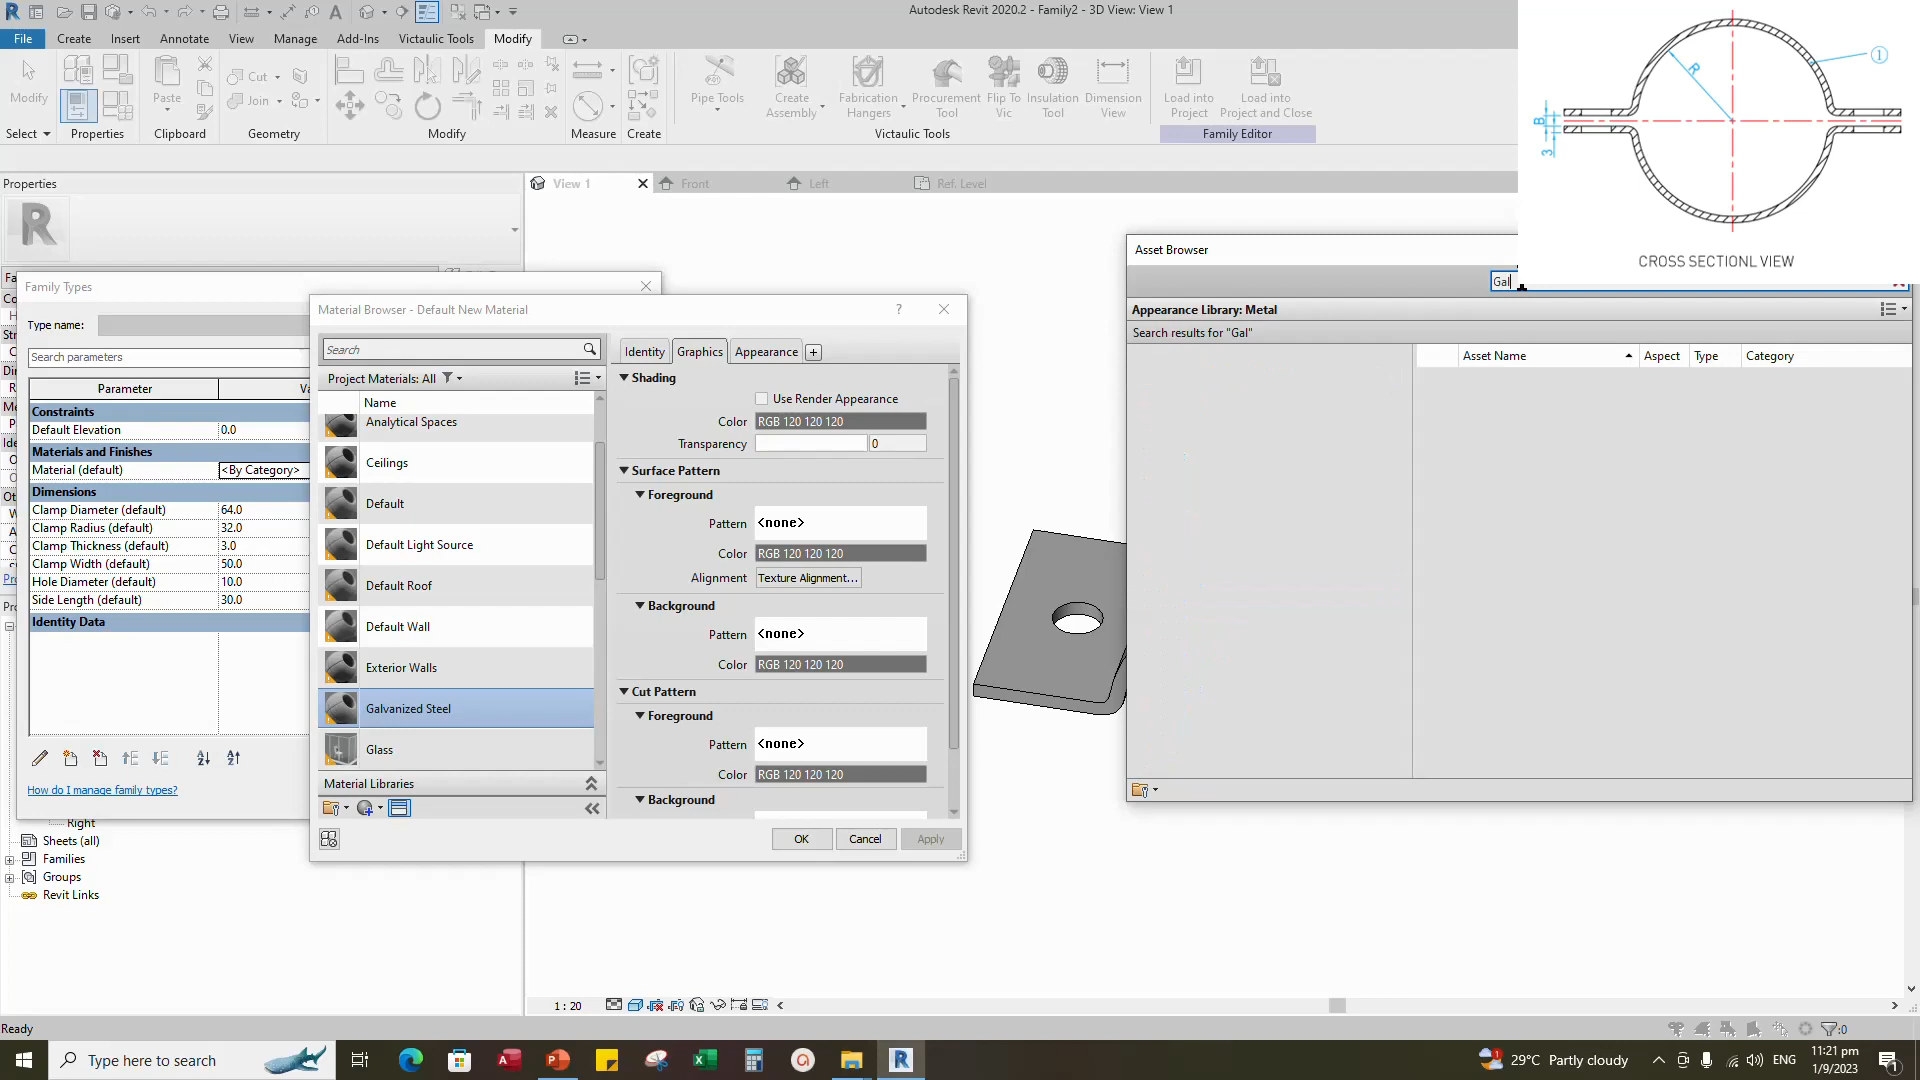 Autodesk Revit 2020.2 - Family2 - 3D View: View 1
File
Create
Insert
Annotate
View
Manage
Add-Ins
Victaulic Tools
Modify
Modify
Paste
Cut
Join
Pipe Tools
Create Assembly
Fabrication Hangers
Procurement Tool
Flip To Vic
Insulation Tool
Dimension View
Load into Project
Load into Project and Close
Select
Properties
Clipboard
Geometry
Modify
Measure
Create
Victaulic Tools
Family Editor
R
1
B
3
CROSS SECTIONL VIEW
Properties
View 1
Front
Left
Ref. Level
Family Types
Type name:
Search parameters
Parameter
Va
Constraints
Default Elevation
0.0
Materials and Finishes
Material (default)
<By Category>
Dimensions
Clamp Diameter (default)
64.0
Clamp Radius (default)
32.0
Clamp Thickness (default)
3.0
Clamp Width (default)
50.0
Hole Diameter (default)
10.0
Side Length (default)
30.0
Identity Data
How do I manage family types?
Right
Sheets (all)
Families
Groups
Revit Links
Material Browser - Default New Material
?
Search
Project Materials: All
Name
Analytical Spaces
Ceilings
Default
Default Light Source
Default Roof
Default Wall
Exterior Walls
Galvanized Steel
Glass
Material Libraries
Identity
Graphics
Appearance
Shading
Use Render Appearance
Color
RGB 120 120 120
Transparency
0
Surface Pattern
Foreground
Pattern
<none>
Color
RGB 120 120 120
Alignment
Texture Alignment...
Background
Pattern
<none>
Color
RGB 120 120 120
Cut Pattern
Foreground
Pattern
<none>
Color
RGB 120 120 120
Background
OK
Cancel
Apply
Asset Browser
Gal
Appearance Library: Metal
Search results for "Gal"
Asset Name
Aspect
Type
Category
1 : 20
Ready
:0
Type here to search
29°C Partly cloudy
ENG
11:21 pm
1/9/2023